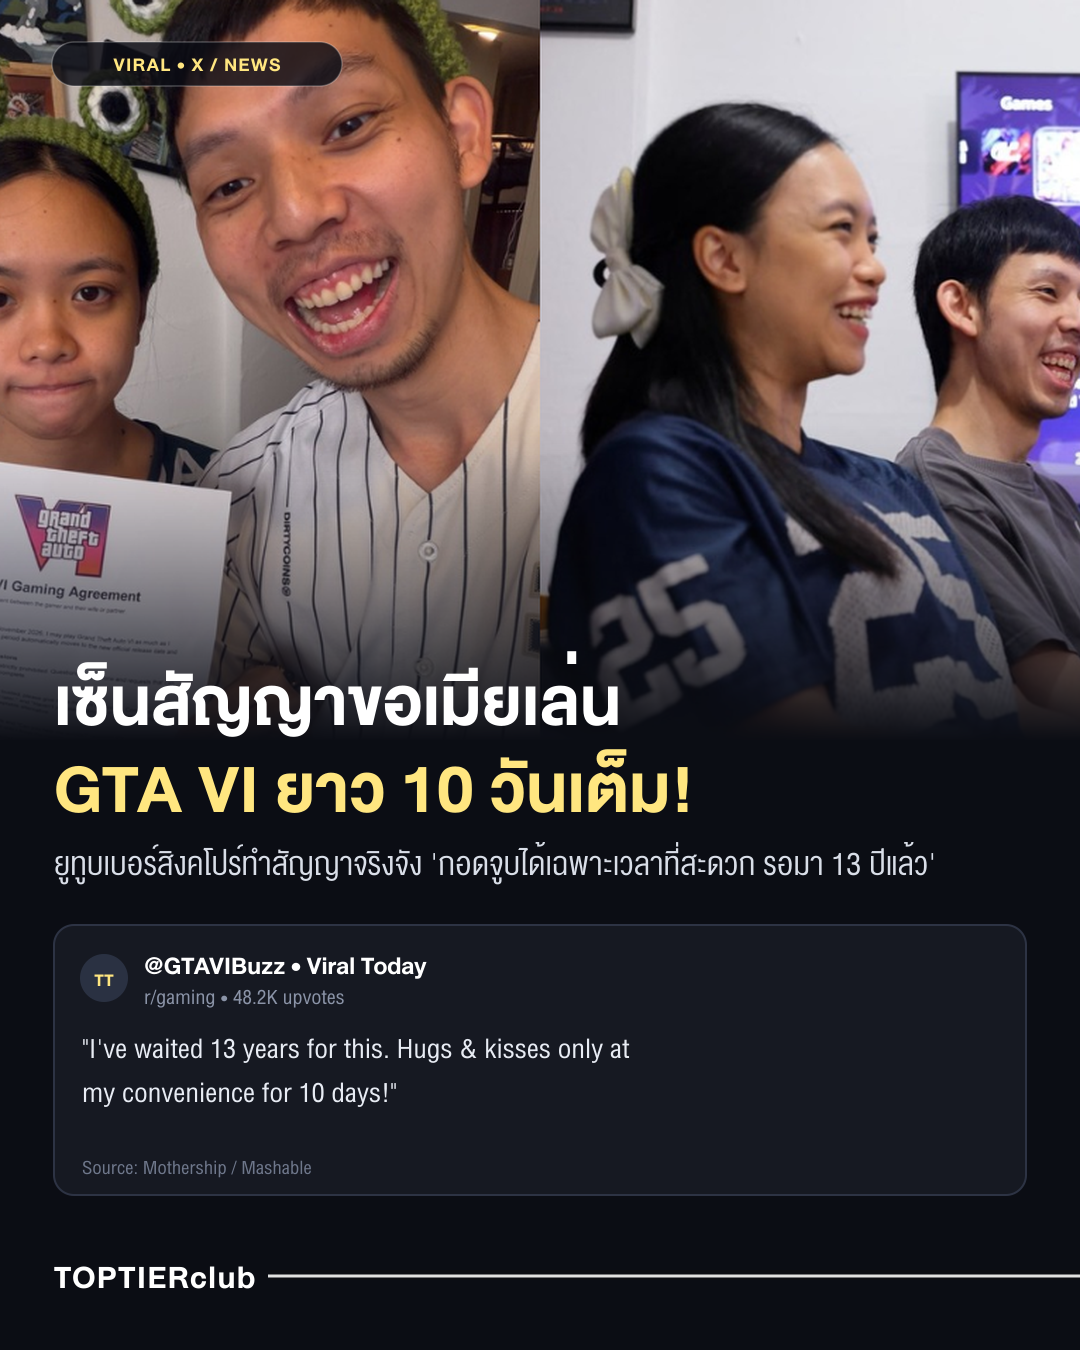 VIRAL • X / NEWS
Games
grand
theft
auto
VI Gaming Agreement
DIRTYCOINS®
25
เซ็นสัญญาขอเมียเล่น
GTA VI ยาว 10 วันเต็ม!
ยูทูบเบอร์สิงคโปร์ทำสัญญาจริงจัง 'กอดจูบได้เฉพาะเวลาที่สะดวก รอมา 13 ปีแล้ว'
TT
@GTAVIBuzz • Viral Today
r/gaming • 48.2K upvotes
"I've waited 13 years for this. Hugs & kisses only at
my convenience for 10 days!"
Source: Mothership / Mashable
TOPTIERclub